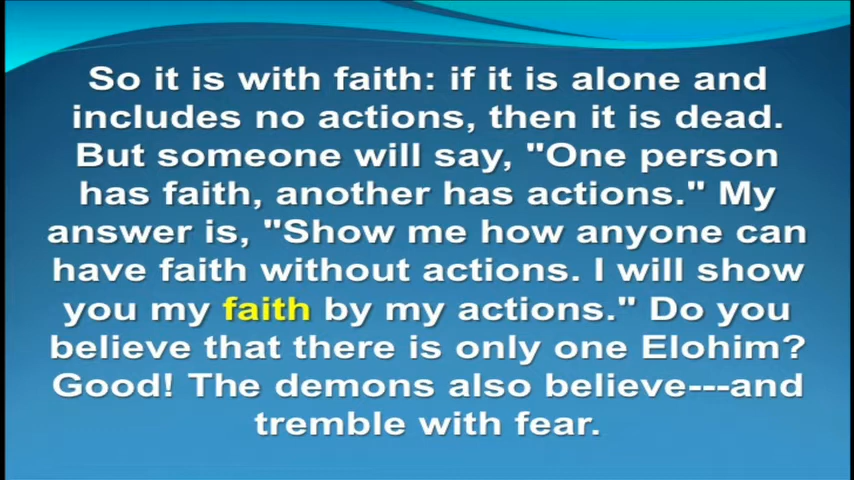 So it is with faith: if it is alone and
includes no actions, then it is dead.
But someone will say, "One person
has faith, another has actions." My
answer is, "Show me how anyone can
have faith without actions. I will show
you my faith by my actions." Do you
believe that there is only one Elohim?
Good! The demons also believe---and
tremble with fear.